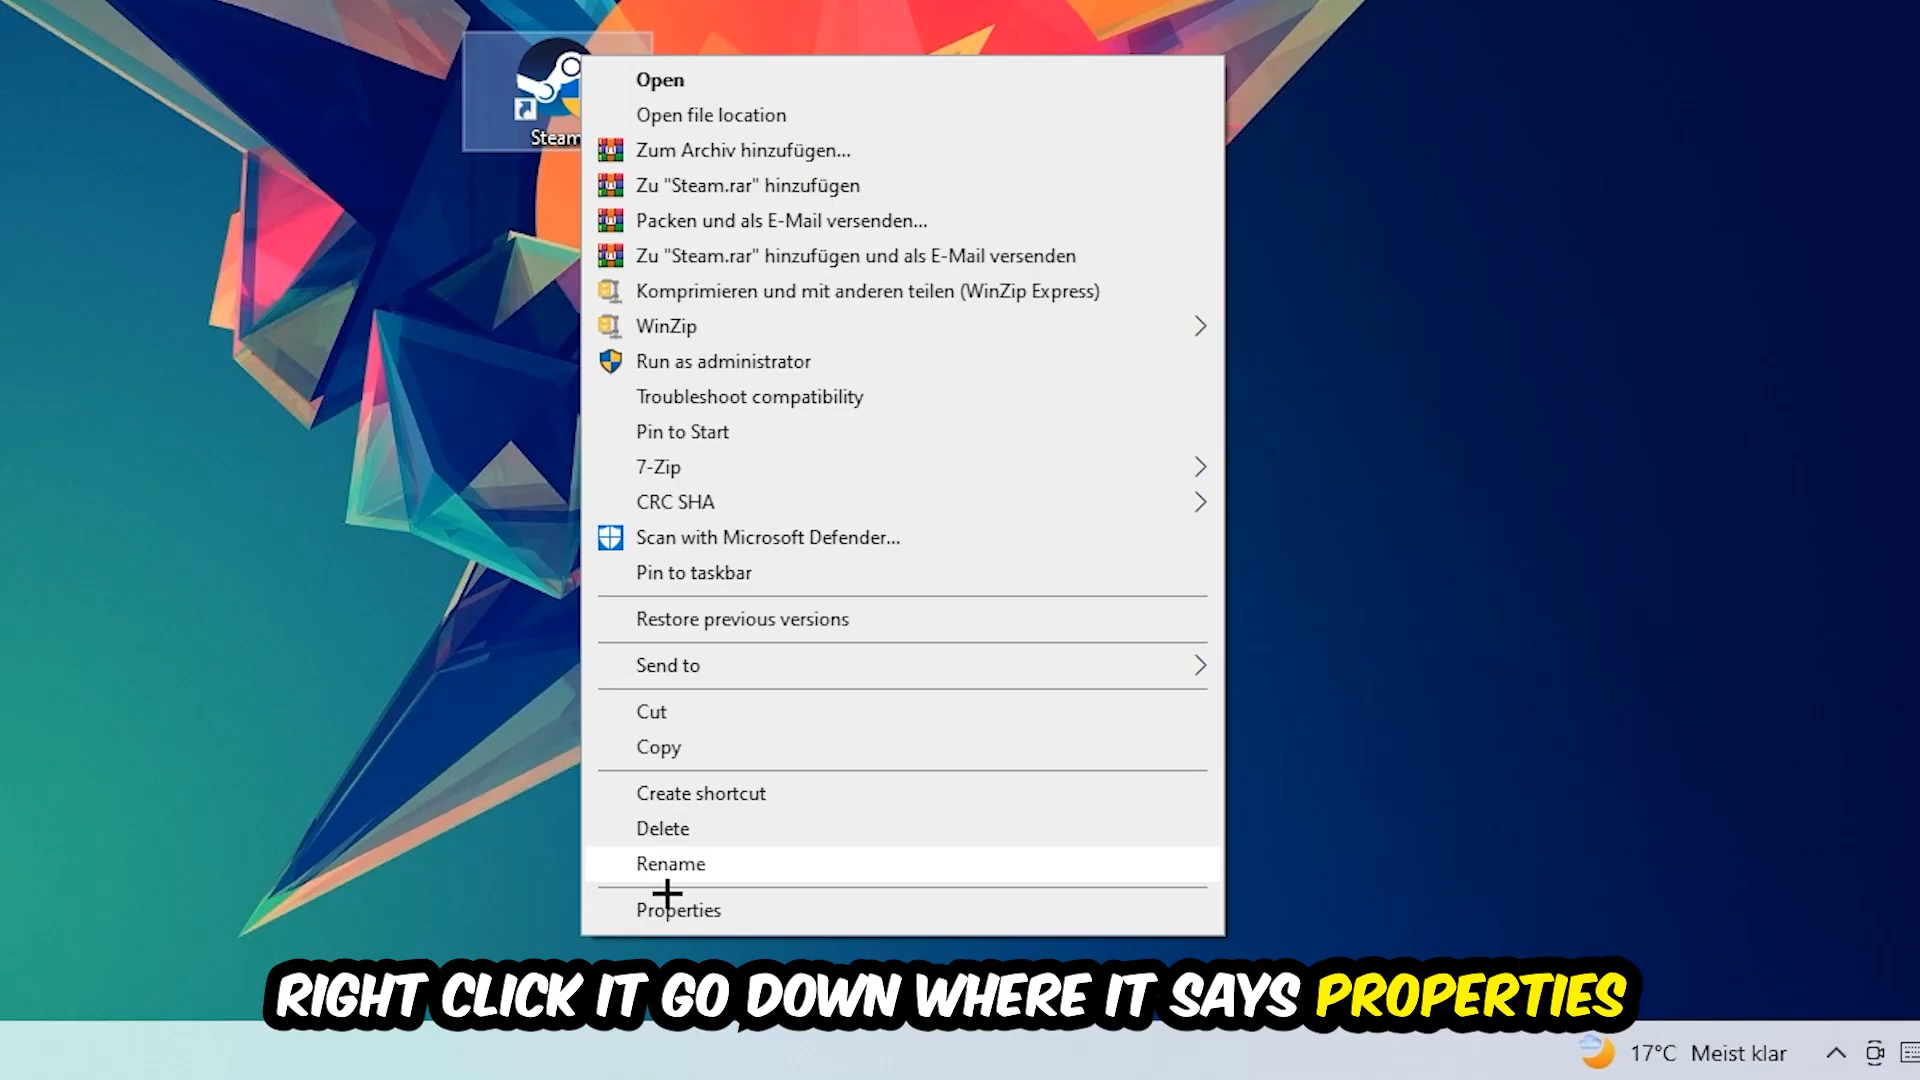 Steam
Open
Open file location
Zum Archiv hinzufügen...
Zu "Steam.rar" hinzufügen
Packen und als E-Mail versenden...
Zu "Steam.rar" hinzufügen und als E-Mail versenden
Komprimieren und mit anderen teilen (WinZip Express)
WinZip
Run as administrator
Troubleshoot compatibility
Pin to Start
7-Zip
CRC SHA
Scan with Microsoft Defender...
Pin to taskbar
Restore previous versions
Send to
Cut
Copy
Create shortcut
Delete
Rename
Properties
RIGHT CLICK IT GO DOWN WHERE IT SAYS PROPERTIES
17°C Meist klar